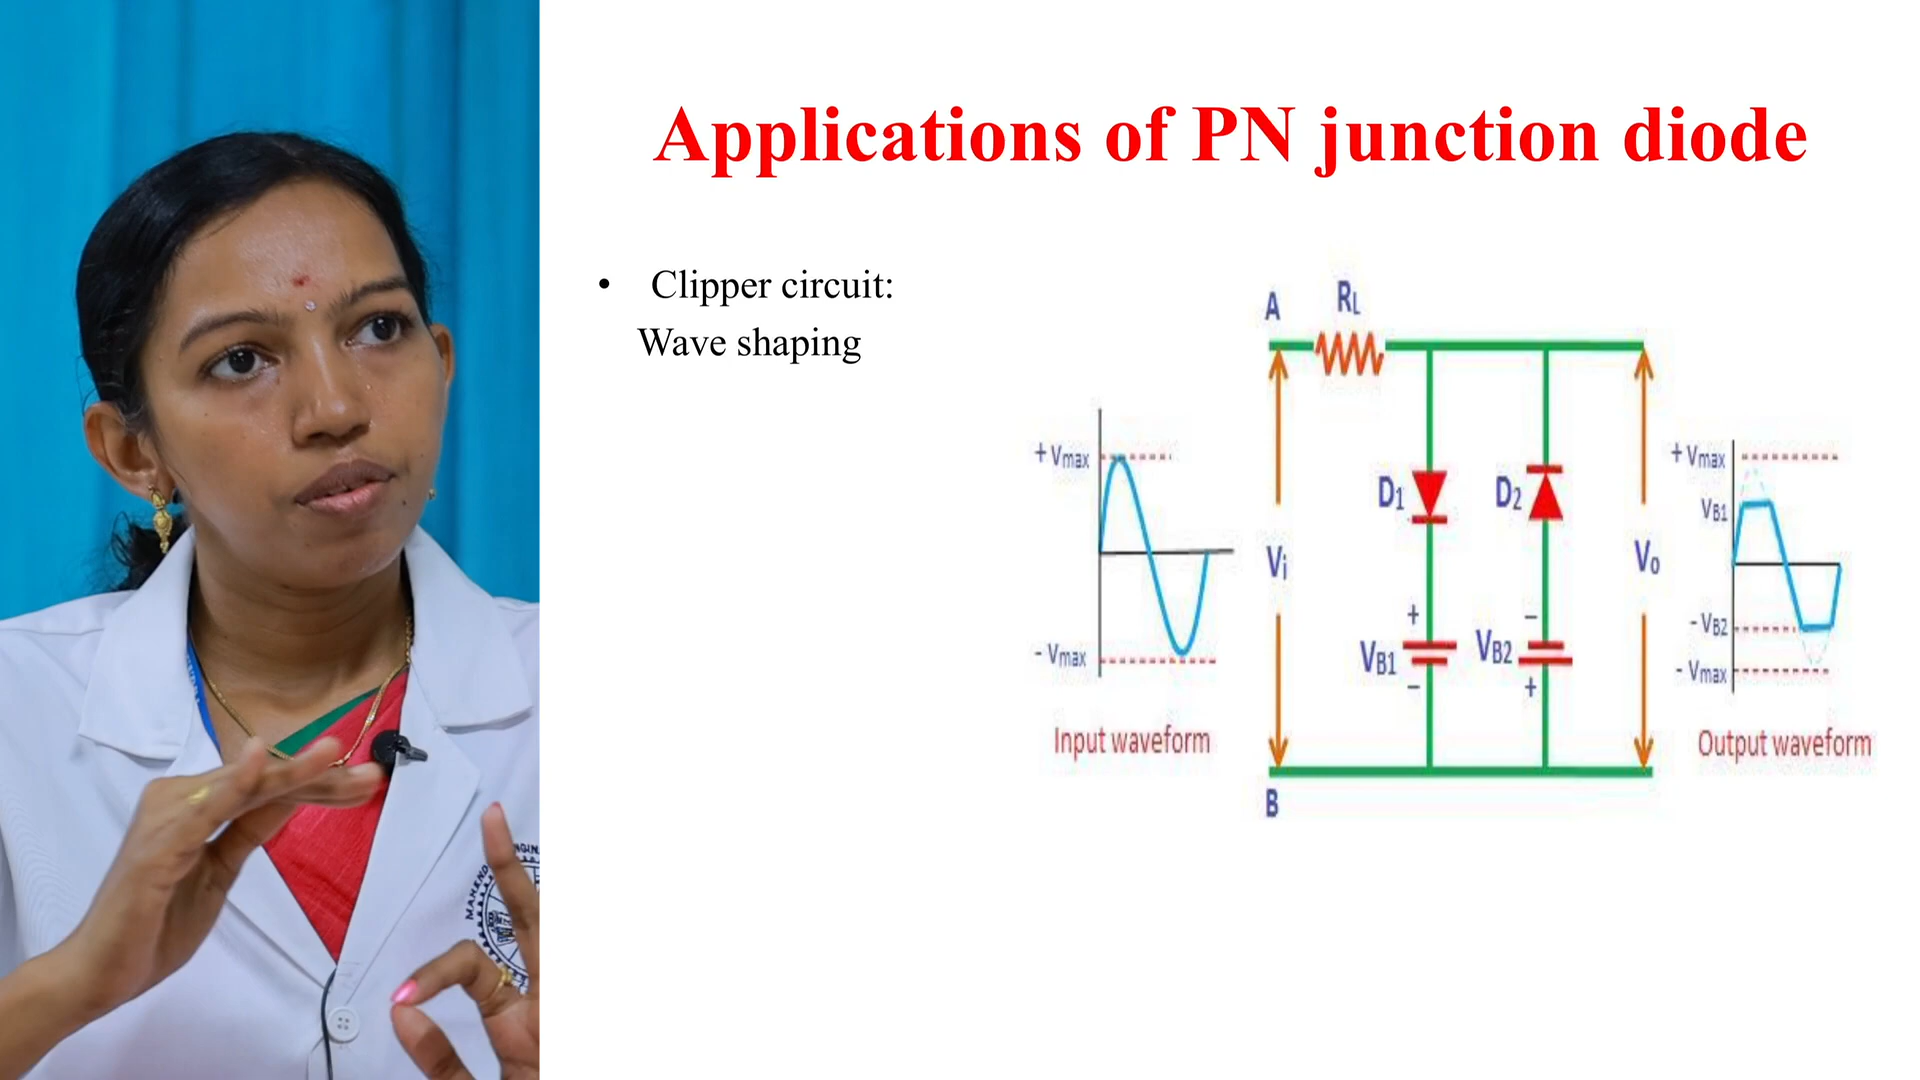 Applications of PN junction diode
• Clipper circuit:
Wave shaping
A
RL
+ Vmax
- Vmax
Input waveform
Vi
D1
D2
+
VB1
−
−
VB2
+
B
Vo
+ Vmax
VB1
- VB2
- Vmax
Output waveform